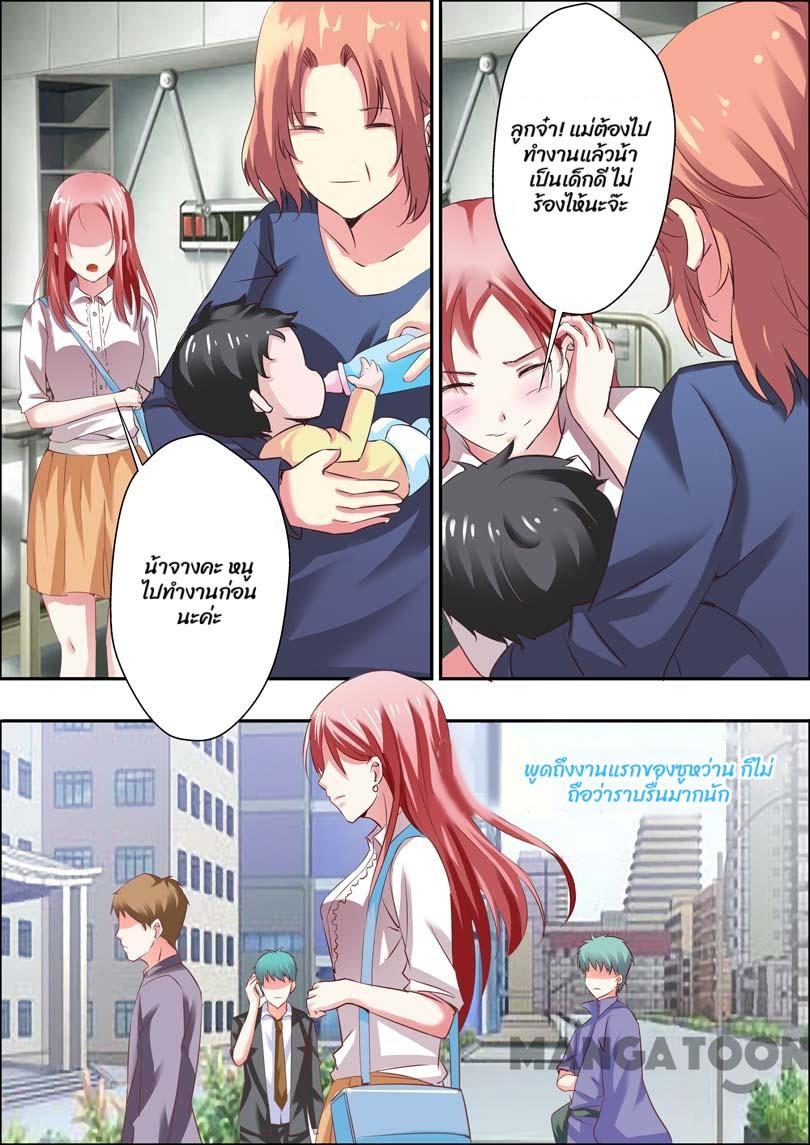 น้าจางคะ หนู
ไปทำงานก่อน
นะค่ะ
ลูกจ๋า! แม่ต้องไป
ทำงานแล้วน้า
เป็นเด็กดี ไม่
ร้องไห้นะจ๊ะ
พูดถึงงานแรกของซูหว่าน ก็ไม่
ถือว่าราบรื่นมากนัก
MANGATOON